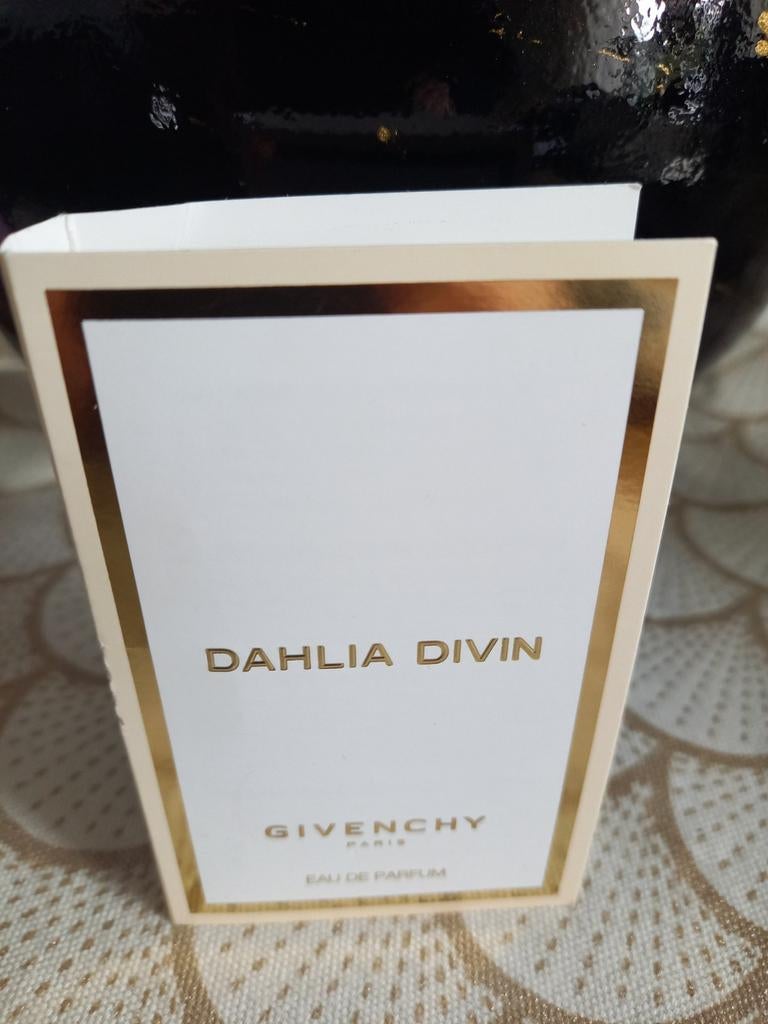 DAHLIA DIVIN
GIVENCHY
PARIS
EAU DE PARFUM